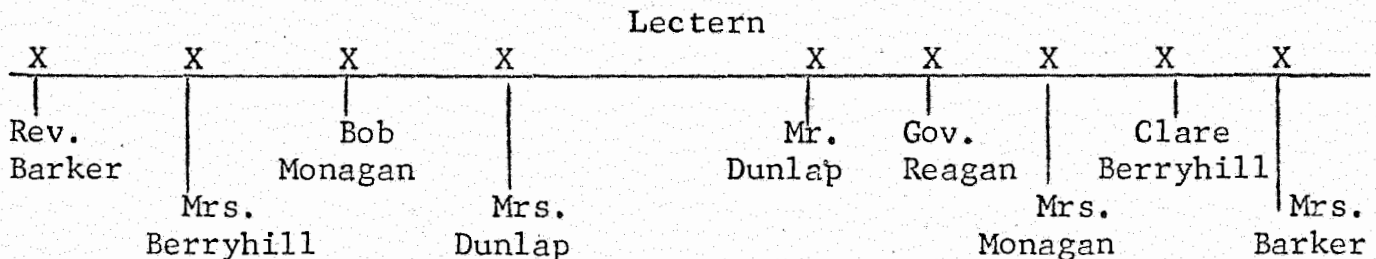 Lectern
X X X X X X X X X
Rev. Bob Mr. Gov. Clare
Barker Monagan Dunlap Reagan Berryhill
Mrs. Mrs. Mrs. Mrs.
Berryhill Dunlap Monagan Barker